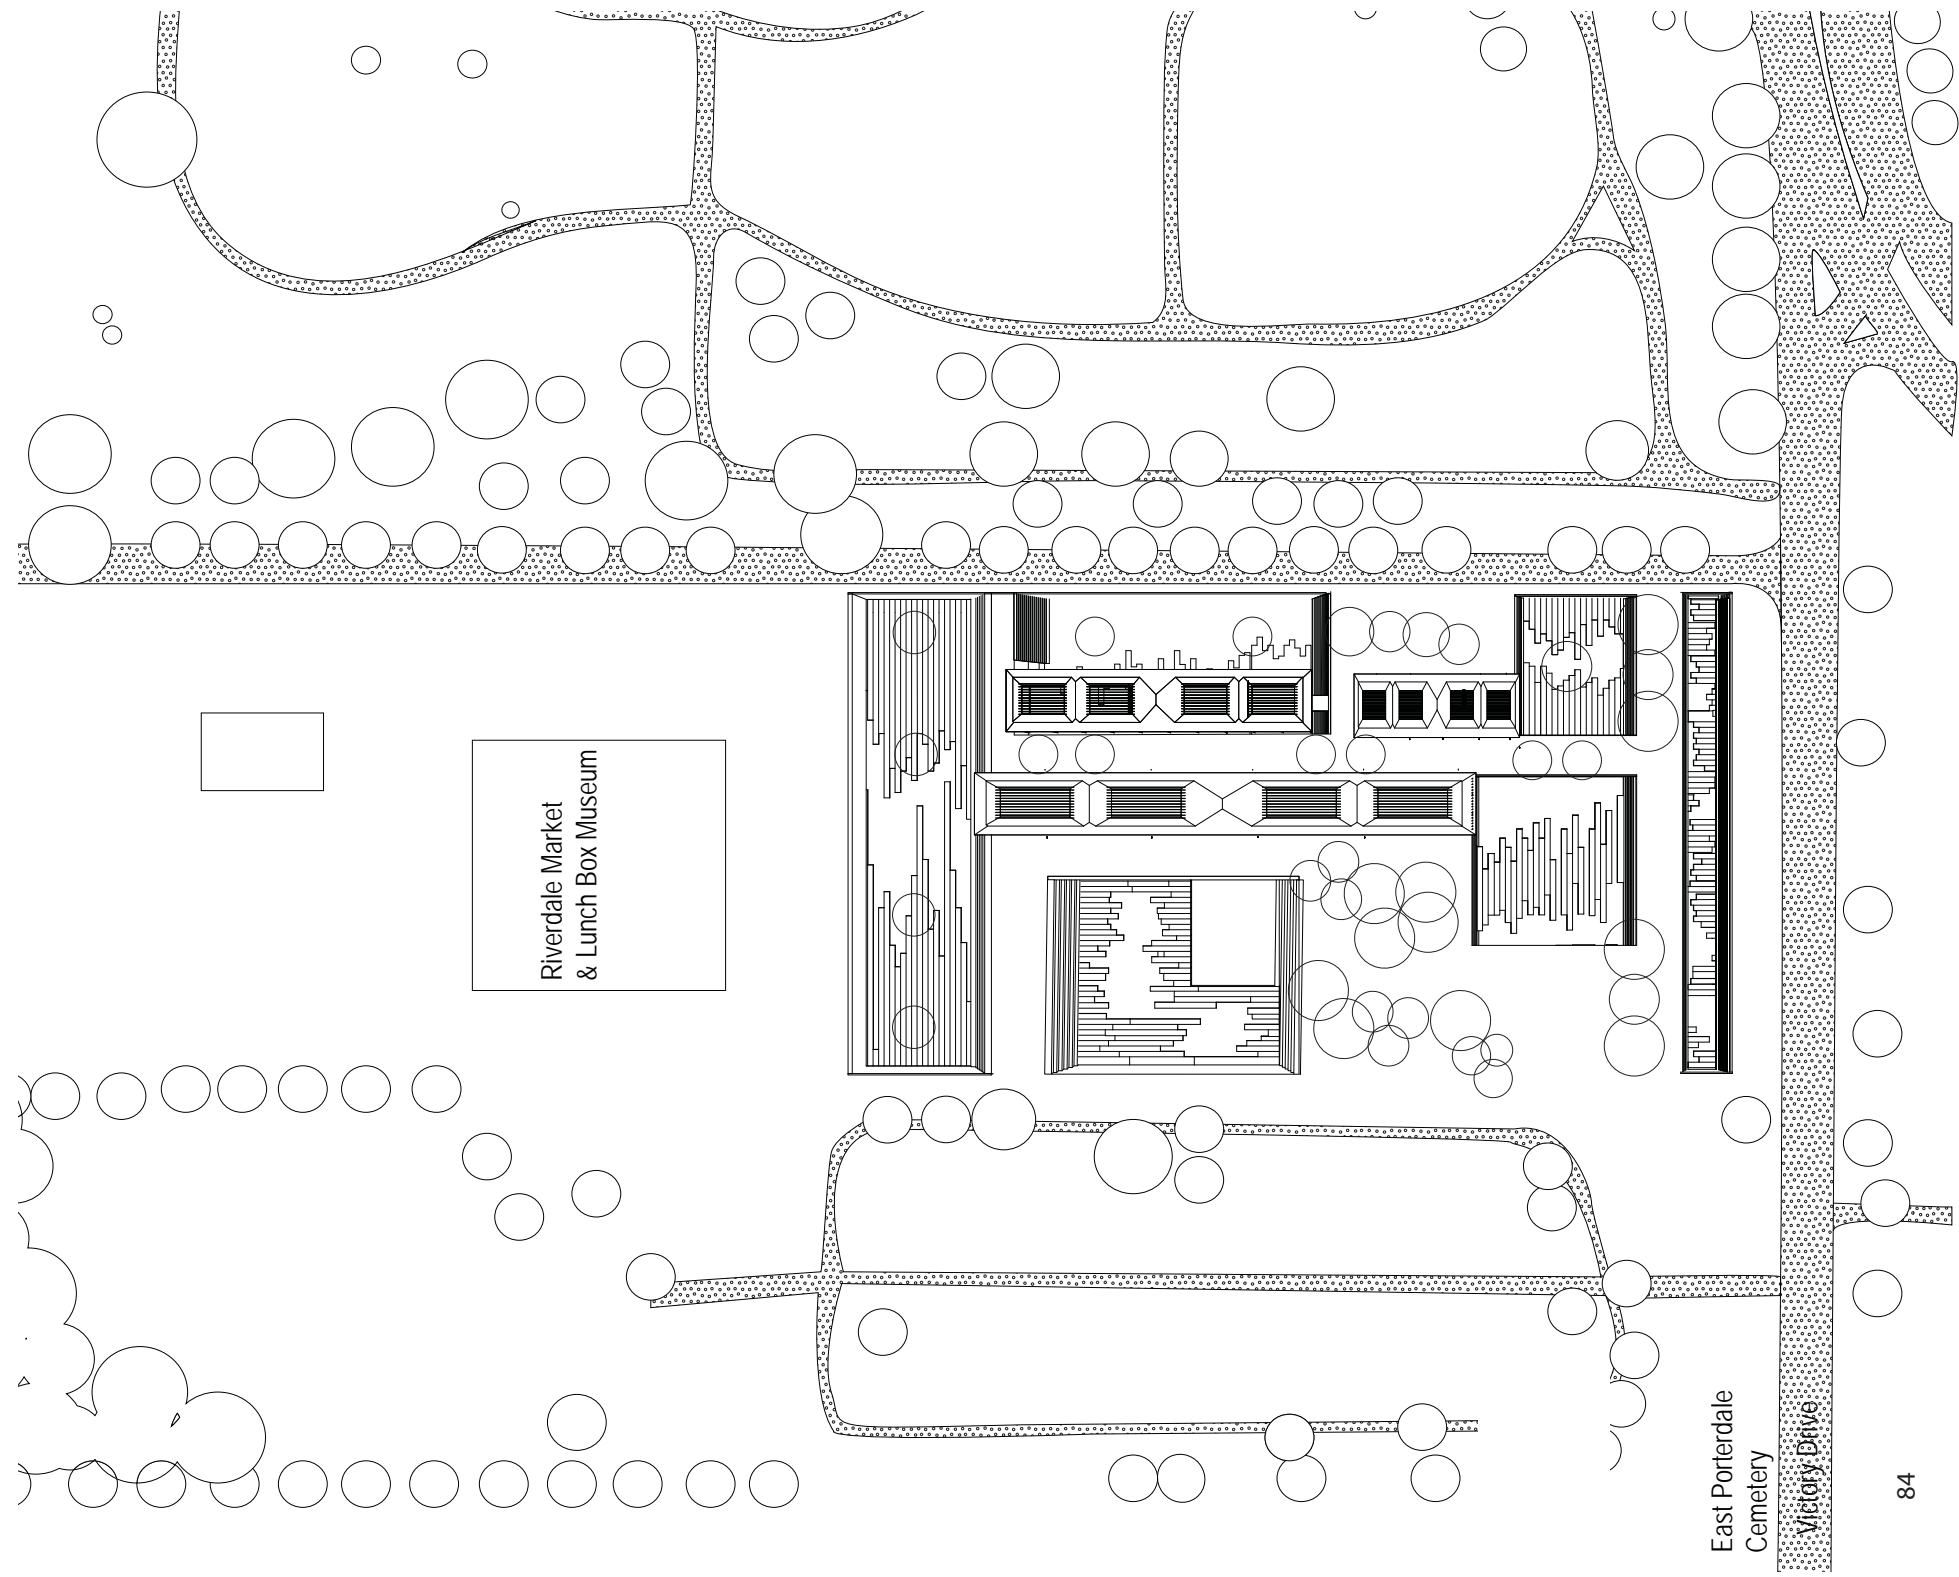 Riverdale Market
& Lunch Box Museum
East Porterdale
Cemetery
Victory Drive
84